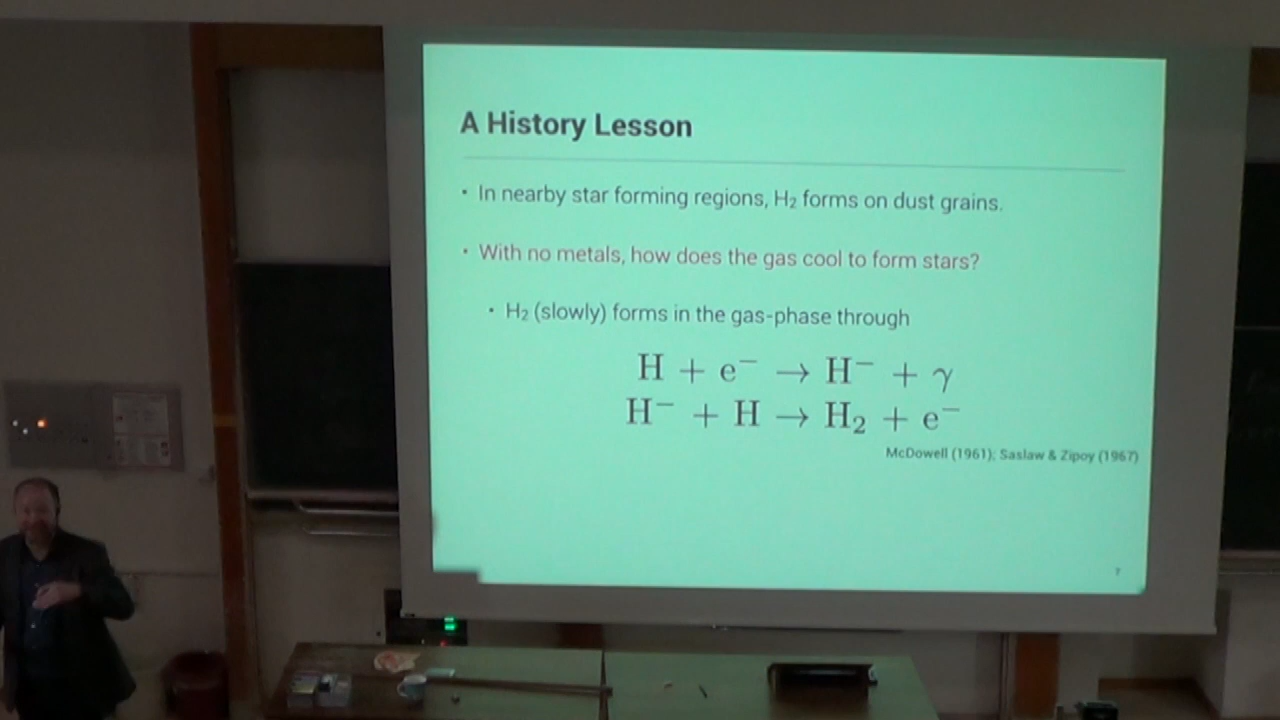 A History Lesson
• In nearby star forming regions, H₂ forms on dust grains.
• With no metals, how does the gas cool to form stars?
• H₂ (slowly) forms in the gas-phase through
H + e⁻ → H⁻ + γ
H⁻ + H → H₂ + e⁻
McDowell (1961); Saslaw & Zipoy (1967)
7